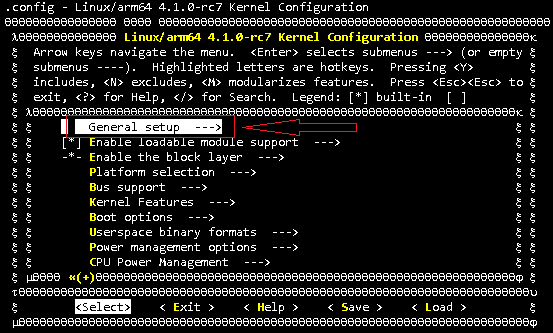 .config - Linux/arm64 4.1.0-rc7 Kernel Configuration
Linux/arm64 4.1.0-rc7 Kernel Configuration
Arrow keys navigate the menu.  <Enter> selects submenus ---> (or empty
submenus ----).  Highlighted letters are hotkeys.  Pressing <Y>
includes, <N> excludes, <M> modularizes features.  Press <Esc><Esc> to
exit, <?> for Help, </> for Search.  Legend: [*] built-in  [ ]
General setup  --->
[*] Enable loadable module support  --->
-*- Enable the block layer  --->
Platform selection  --->
Bus support  --->
Kernel Features  --->
Boot options  --->
Userspace binary formats  --->
Power management options  --->
CPU Power Management  --->
(+)
<Select>    < Exit >    < Help >    < Save >    < Load >